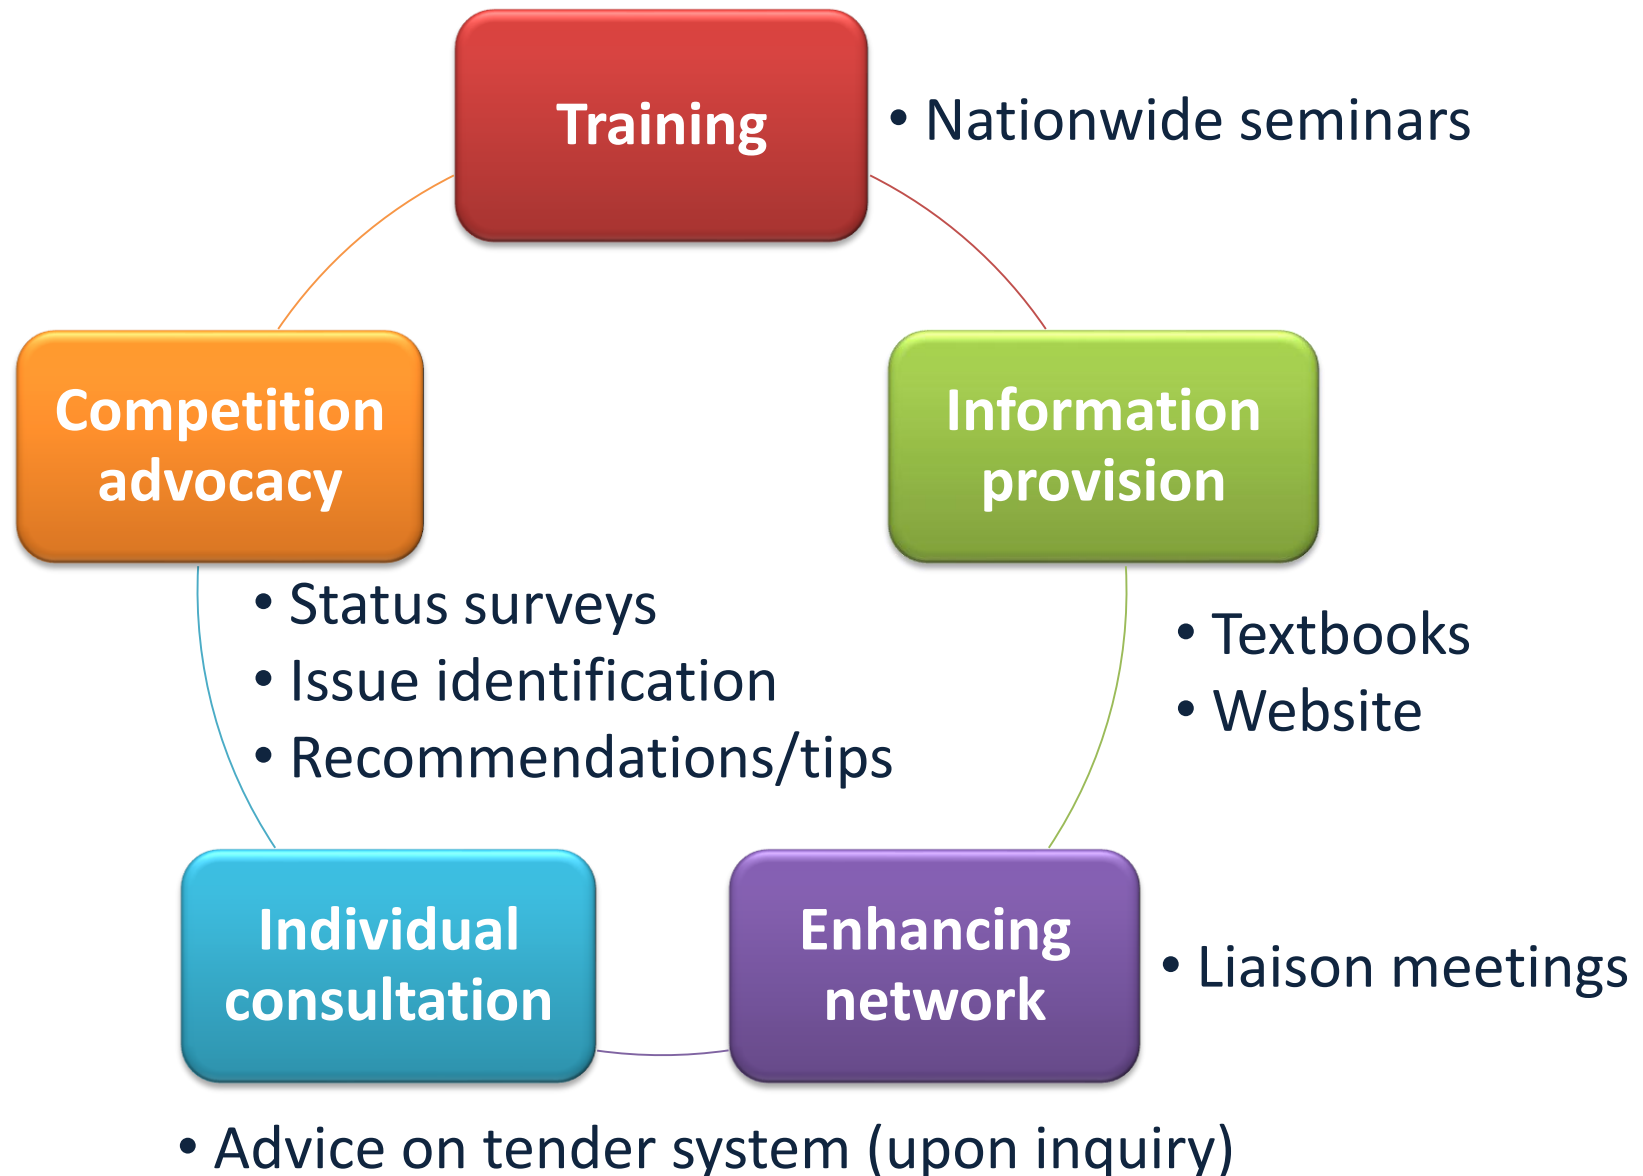 Training
• Nationwide seminars
Competition
advocacy
Information
provision
• Status surveys
• Issue identification
• Recommendations/tips
• Textbooks
• Website
Individual
consultation
Enhancing
network
• Liaison meetings
• Advice on tender system (upon inquiry)